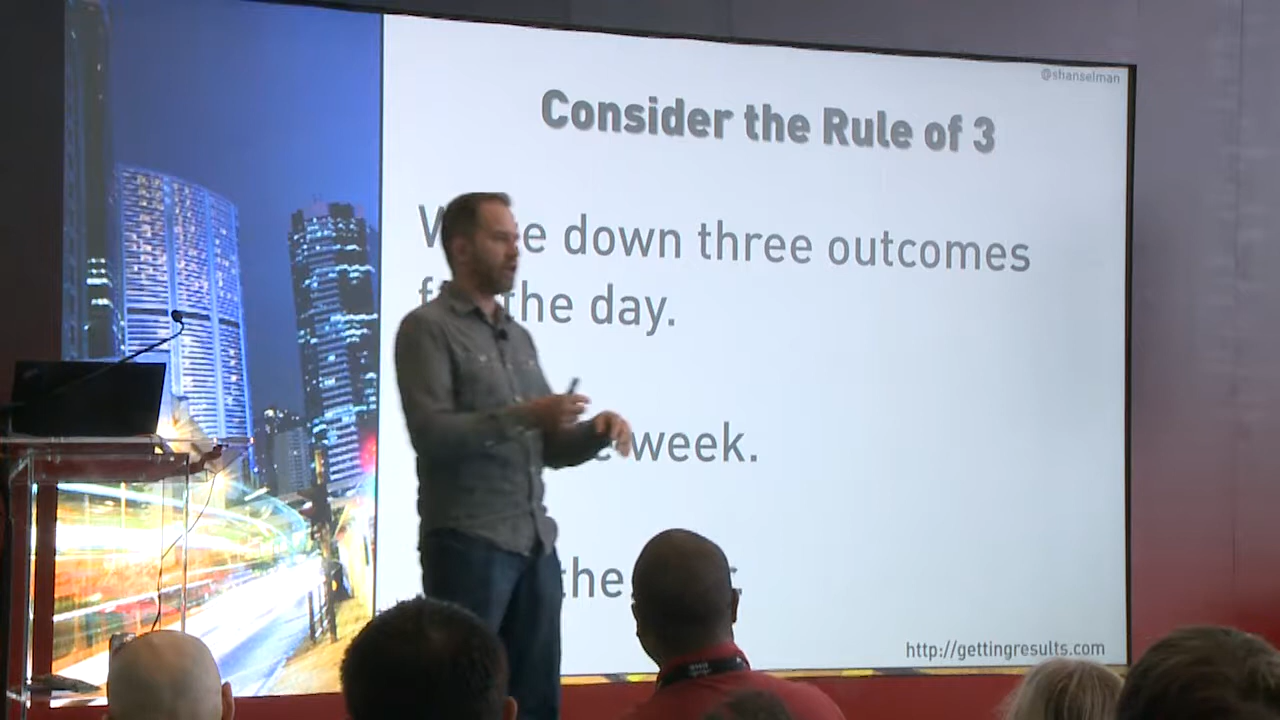 @shanselman
Consider the Rule of 3
down three outcomes
the day.
week.
the
http://gettingresults.com